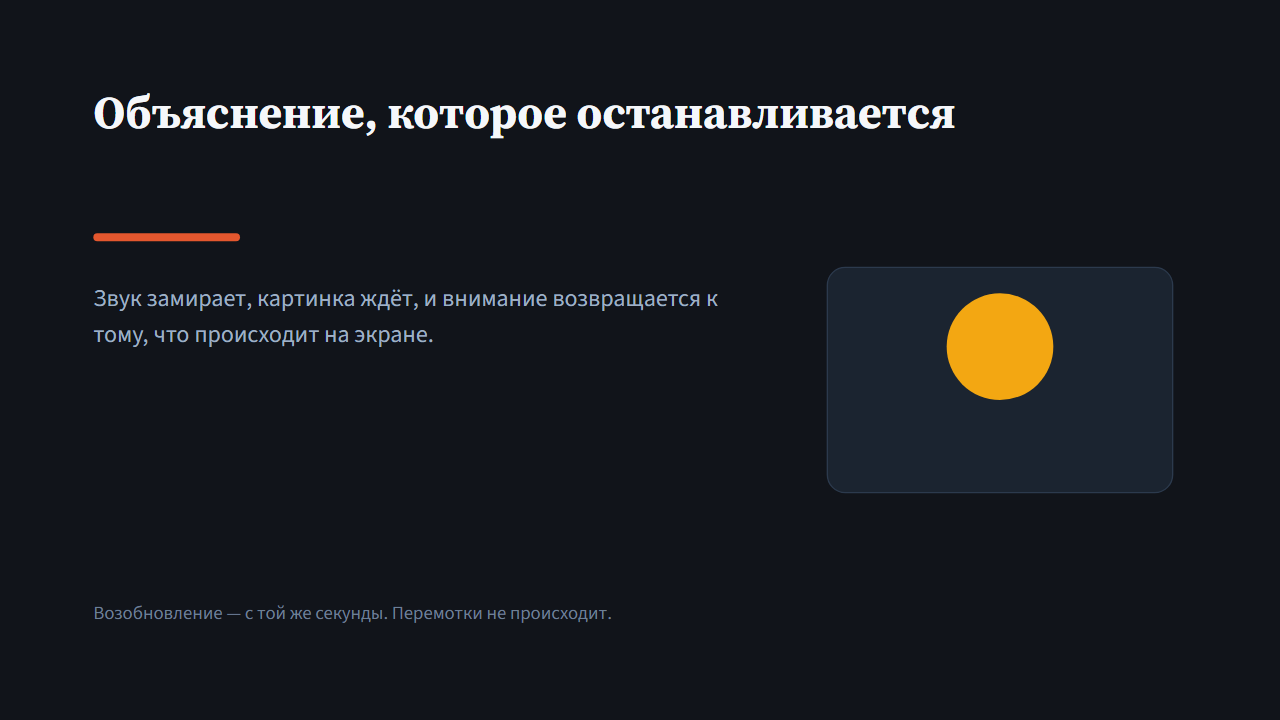 Объяснение, которое останавливается
Звук замирает, картинка ждёт, и внимание возвращается к
тому, что происходит на экране.
Возобновление — с той же секунды. Перемотки не происходит.